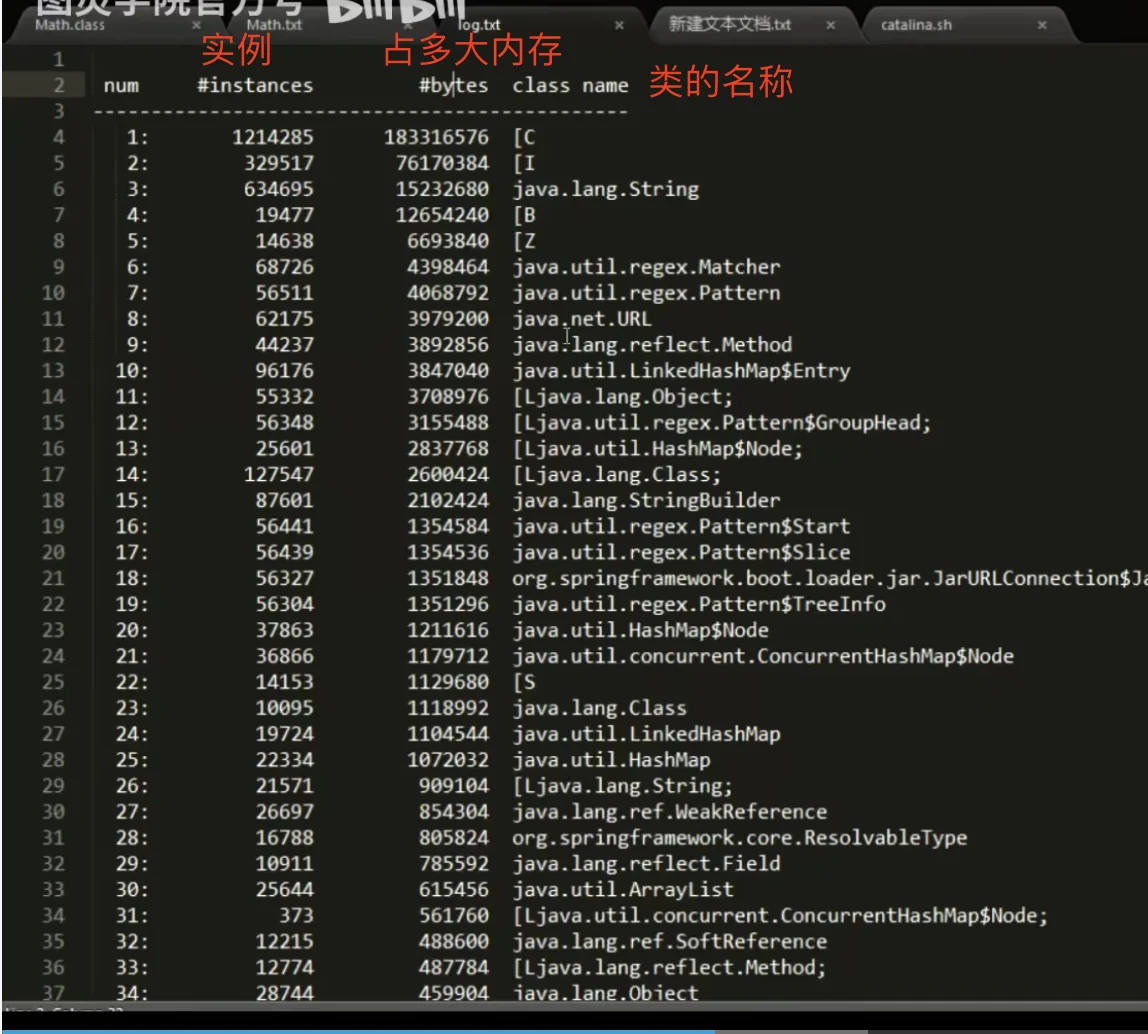 图灵学院官方号 bilibili
Math.class × Math.txt × log.txt × 新建文本文档.txt × catalina.sh ×
实例 占多大内存
1
2 num #instances #bytes class name 类的名称
3 ----------------------------------------------
4 1: 1214285 183316576 [C
5 2: 329517 76170384 [I
6 3: 634695 15232680 java.lang.String
7 4: 19477 12654240 [B
8 5: 14638 6693840 [Z
9 6: 68726 4398464 java.util.regex.Matcher
10 7: 56511 4068792 java.util.regex.Pattern
11 8: 62175 3979200 java.net.URL
12 9: 44237 3892856 java.lang.reflect.Method
13 10: 96176 3847040 java.util.LinkedHashMap$Entry
14 11: 55332 3708976 [Ljava.lang.Object;
15 12: 56348 3155488 [Ljava.util.regex.Pattern$GroupHead;
16 13: 25601 2837768 [Ljava.util.HashMap$Node;
17 14: 127547 2600424 [Ljava.lang.Class;
18 15: 87601 2102424 java.lang.StringBuilder
19 16: 56441 1354584 java.util.regex.Pattern$Start
20 17: 56439 1354536 java.util.regex.Pattern$Slice
21 18: 56327 1351848 org.springframework.boot.loader.jar.JarURLConnection$Ja
22 19: 56304 1351296 java.util.regex.Pattern$TreeInfo
23 20: 37863 1211616 java.util.HashMap$Node
24 21: 36866 1179712 java.util.concurrent.ConcurrentHashMap$Node
25 22: 14153 1129680 [S
26 23: 10095 1118992 java.lang.Class
27 24: 19724 1104544 java.util.LinkedHashMap
28 25: 22334 1072032 java.util.HashMap
29 26: 21571 909104 [Ljava.lang.String;
30 27: 26697 854304 java.lang.ref.WeakReference
31 28: 16788 805824 org.springframework.core.ResolvableType
32 29: 10911 785592 java.lang.reflect.Field
33 30: 25644 615456 java.util.ArrayList
34 31: 373 561760 [Ljava.util.concurrent.ConcurrentHashMap$Node;
35 32: 12215 488600 java.lang.ref.SoftReference
36 33: 12774 487784 [Ljava.lang.reflect.Method;
37 34: 28744 459904 java.lang.Object